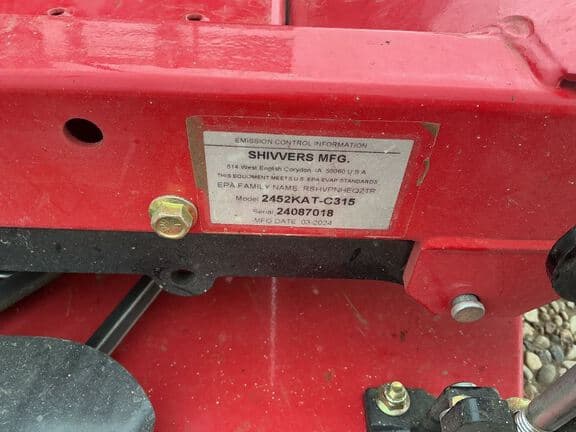 EMISSION CONTROL INFORMATION
SHIVVERS MFG.
614 West English Corydon, IA. 50060 U S A
THIS EQUIPMENT MEETS U.S. EPA EVAP STANDARDS
EPA FAMILY NAME: RSHVPNHEQ2TR
Model 2452KAT-C315
Serial 24087018
MFG DATE 03-2024